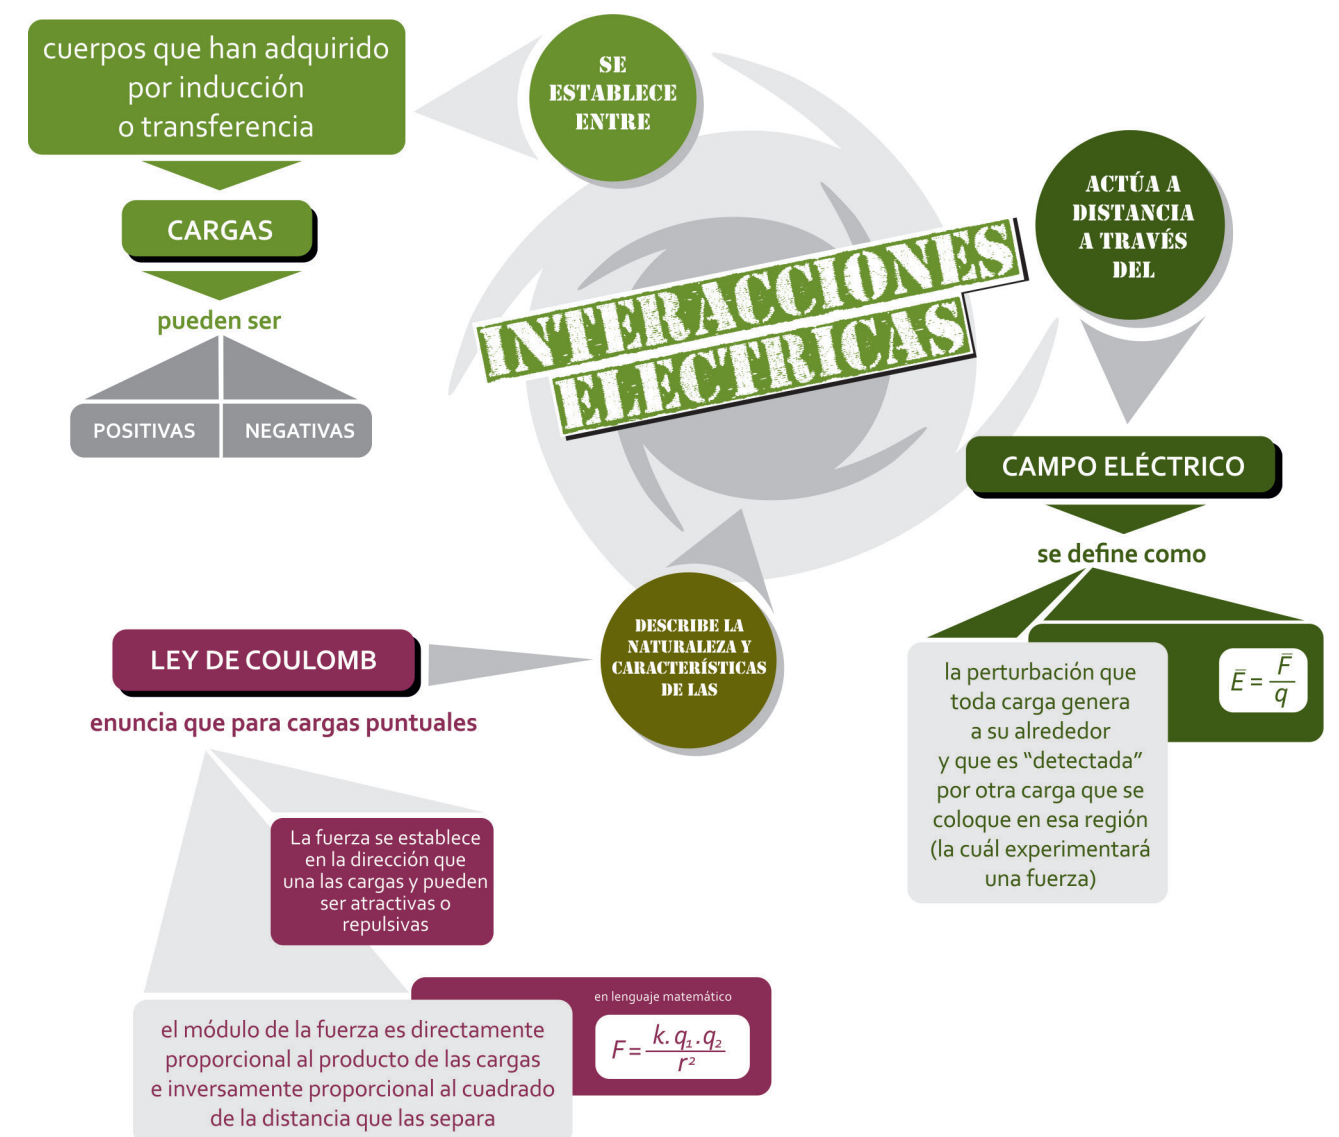 cuerpos que han adquirido
por inducción
o transferencia
CARGAS
pueden ser
POSITIVAS
NEGATIVAS
SE
ESTABLECE
ENTRE
INTERACCIONES
ELECTRICAS
ACTÚA A
DISTANCIA
A TRAVÉS
DEL
CAMPO ELÉCTRICO
se define como
la perturbación que
toda carga genera
a su alrededor
y que es “detectada”
por otra carga que se
coloque en esa región
(la cuál experimentará
una fuerza)
E̅ = F̅/q
DESCRIBE LA
NATURALEZA Y
CARACTERÍSTICAS
DE LAS
LEY DE COULOMB
enuncia que para cargas puntuales
La fuerza se establece
en la dirección que
una las cargas y pueden
ser atractivas o
repulsivas
el módulo de la fuerza es directamente
proporcional al producto de las cargas
e inversamente proporcional al cuadrado
de la distancia que las separa
en lenguaje matemático
F = k. q₁ . q₂ / r²